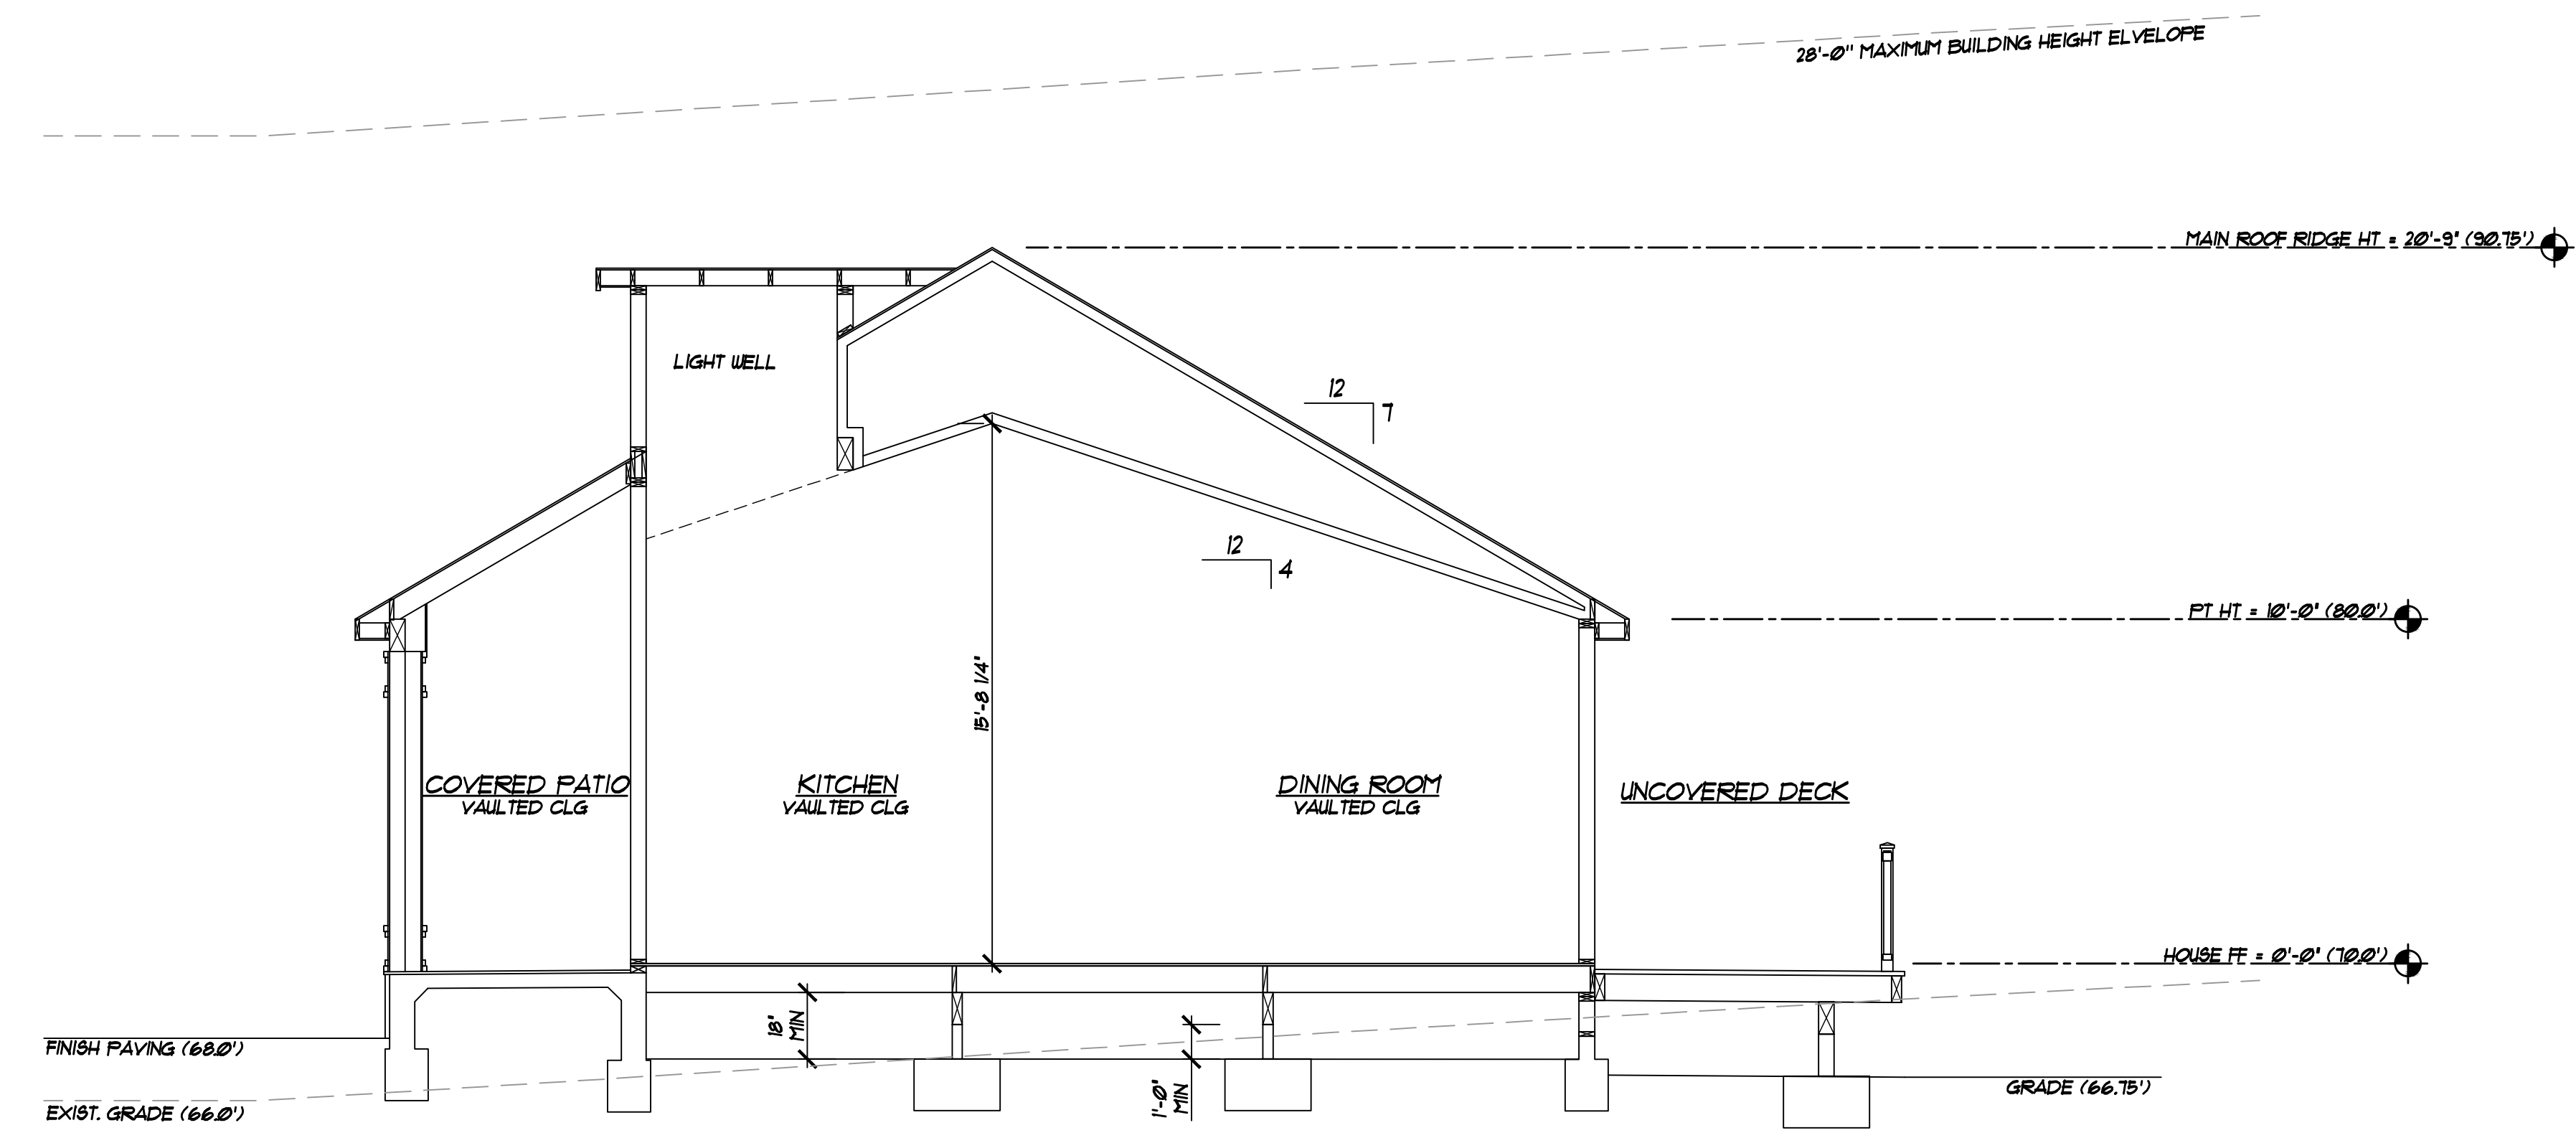 28'-0" MAXIMUM BUILDING HEIGHT ELVELOPE
MAIN ROOF RIDGE HT = 20'-9" (90.75')
LIGHT WELL
12
7
12
4
PT HT = 10'-0" (80.0')
15'-8 1/4"
COVERED PATIO
VAULTED CLG
KITCHEN
VAULTED CLG
DINING ROOM
VAULTED CLG
UNCOVERED DECK
HOUSE FF = 0'-0" (70.0')
18"
MIN
FINISH PAVING (68.0')
1'-0"
MIN
GRADE (66.75')
EXIST. GRADE (66.0')